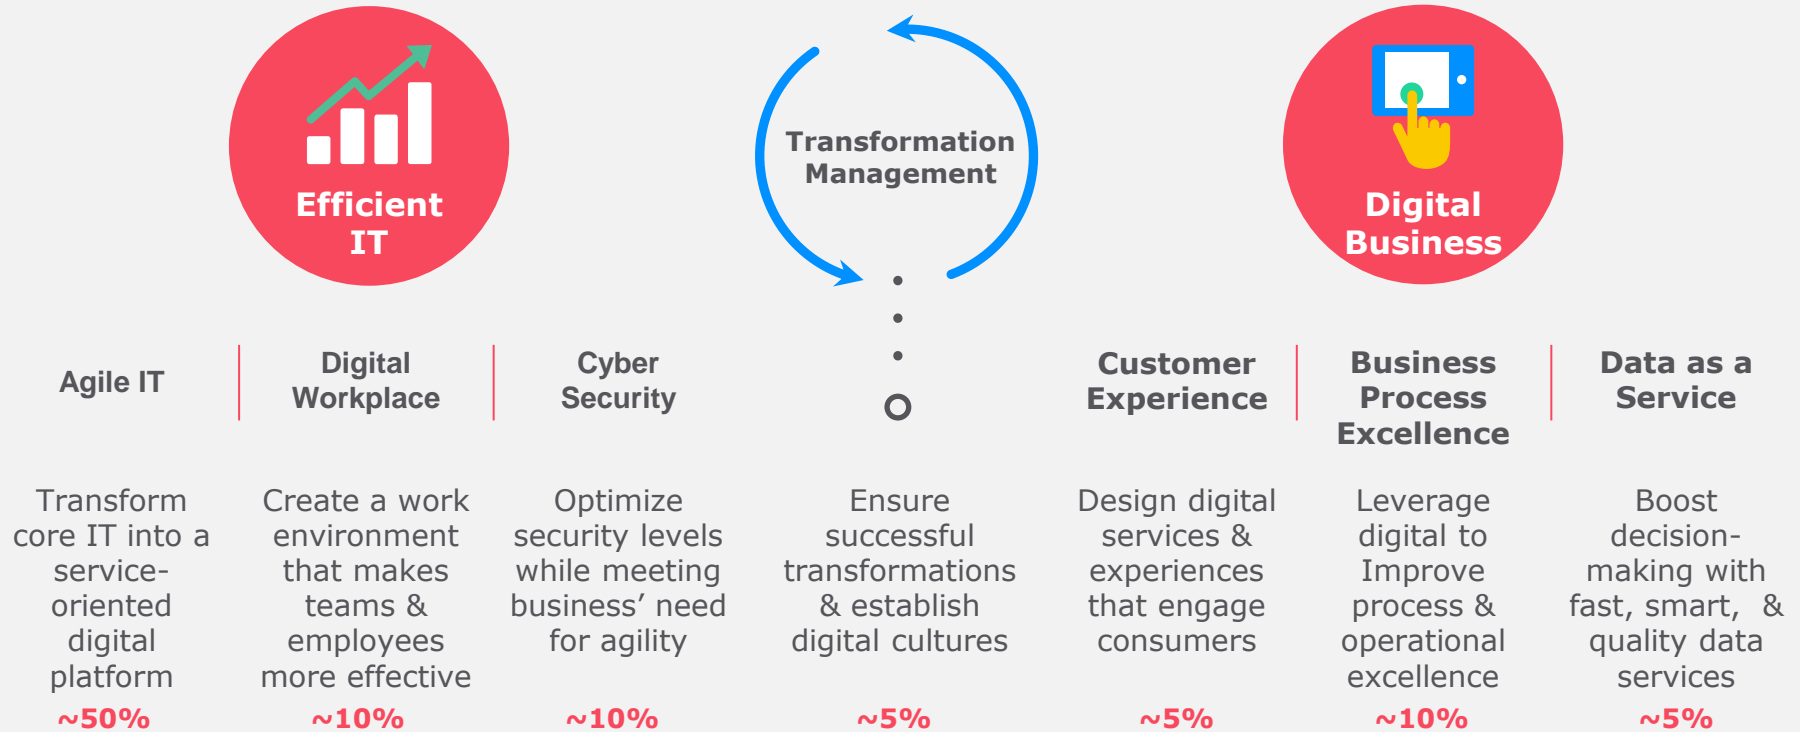 Efficient
IT
Transformation
Management
Digital
Business
Agile IT
Digital
Workplace
Cyber
Security
Customer
Experience
Business
Process
Excellence
Data as a
Service
Transform
core IT into a
service-
oriented
digital
platform
Create a work
environment
that makes
teams &
employees
more effective
Optimize
security levels
while meeting
business’ need
for agility
Ensure
successful
transformations
& establish
digital cultures
Design digital
services &
experiences
that engage
consumers
Leverage
digital to
Improve
process &
operational
excellence
Boost
decision-
making with
fast, smart,  &
quality data
services
~50%
~10%
~10%
~5%
~5%
~10%
~5%